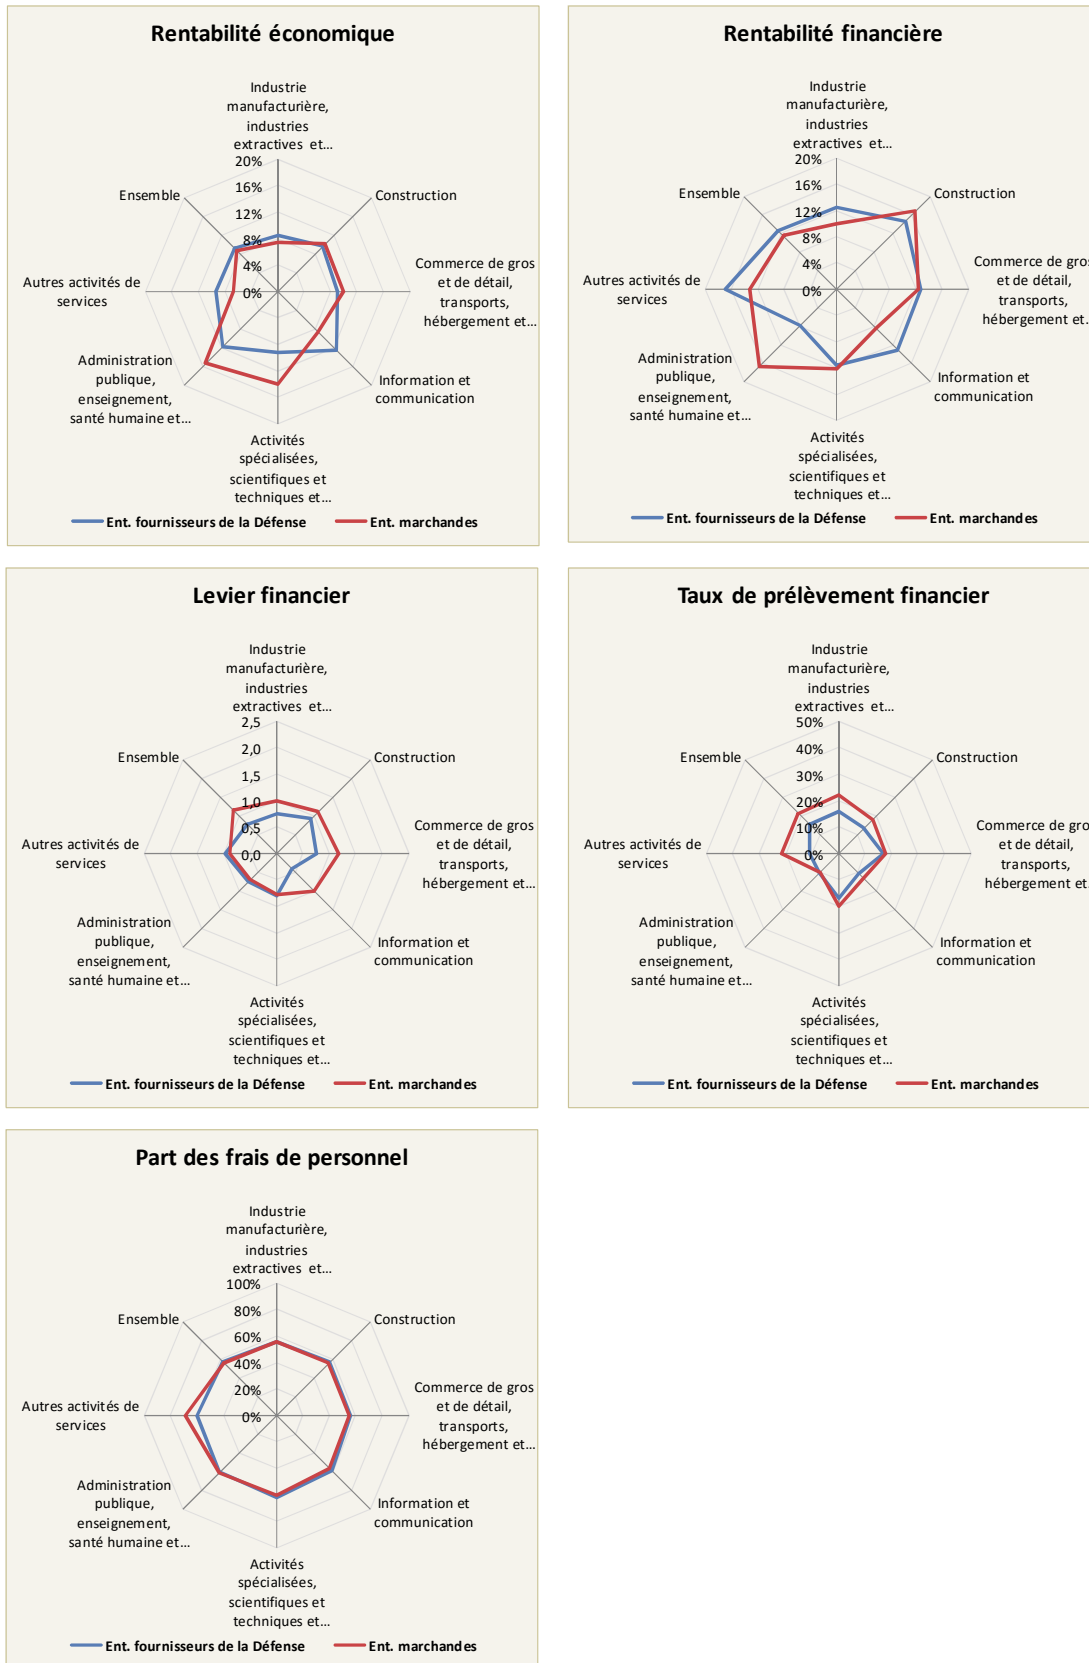 Rentabilité économique
Industrie
manufacturière,
industries
extractives et...
20%
16%
12%
8%
4%
0%
Construction
Commerce de gros
et de détail,
transports,
hébergement et...
Information et
communication
Activités
spécialisées,
scientifiques et
techniques et...
Administration
publique,
enseignement,
santé humaine et...
Autres activités de
services
Ensemble
Ent. fournisseurs de la Défense
Ent. marchandes
Rentabilité financière
Industrie
manufacturière,
industries
extractives et...
20%
16%
12%
8%
4%
0%
Construction
Commerce de gros
et de détail,
transports,
hébergement et...
Information et
communication
Activités
spécialisées,
scientifiques et
techniques et...
Administration
publique,
enseignement,
santé humaine et...
Autres activités de
services
Ensemble
Ent. fournisseurs de la Défense
Ent. marchandes
Levier financier
Industrie
manufacturière,
industries
extractives et...
2,5
2,0
1,5
1,0
0,5
0,0
Construction
Commerce de gros
et de détail,
transports,
hébergement et...
Information et
communication
Activités
spécialisées,
scientifiques et
techniques et...
Administration
publique,
enseignement,
santé humaine et...
Autres activités de
services
Ensemble
Ent. fournisseurs de la Défense
Ent. marchandes
Taux de prélèvement financier
Industrie
manufacturière,
industries
extractives et...
50%
40%
30%
20%
10%
0%
Construction
Commerce de gros
et de détail,
transports,
hébergement et...
Information et
communication
Activités
spécialisées,
scientifiques et
techniques et...
Administration
publique,
enseignement,
santé humaine et...
Autres activités de
services
Ensemble
Ent. fournisseurs de la Défense
Ent. marchandes
Part des frais de personnel
Industrie
manufacturière,
industries
extractives et...
100%
80%
60%
40%
20%
0%
Construction
Commerce de gros
et de détail,
transports,
hébergement et...
Information et
communication
Activités
spécialisées,
scientifiques et
techniques et...
Administration
publique,
enseignement,
santé humaine et...
Autres activités de
services
Ensemble
Ent. fournisseurs de la Défense
Ent. marchandes